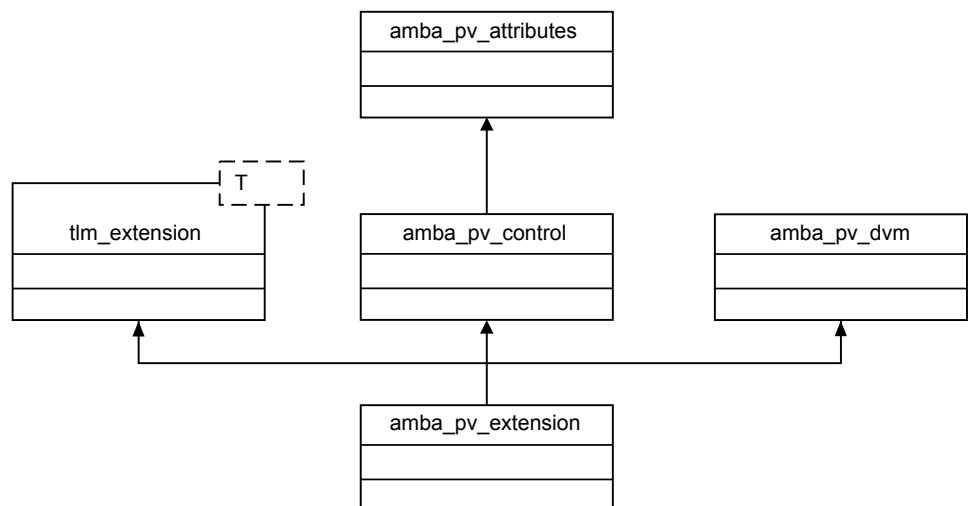 amba_pv_attributes
T
tlm_extension
amba_pv_control
amba_pv_dvm
amba_pv_extension